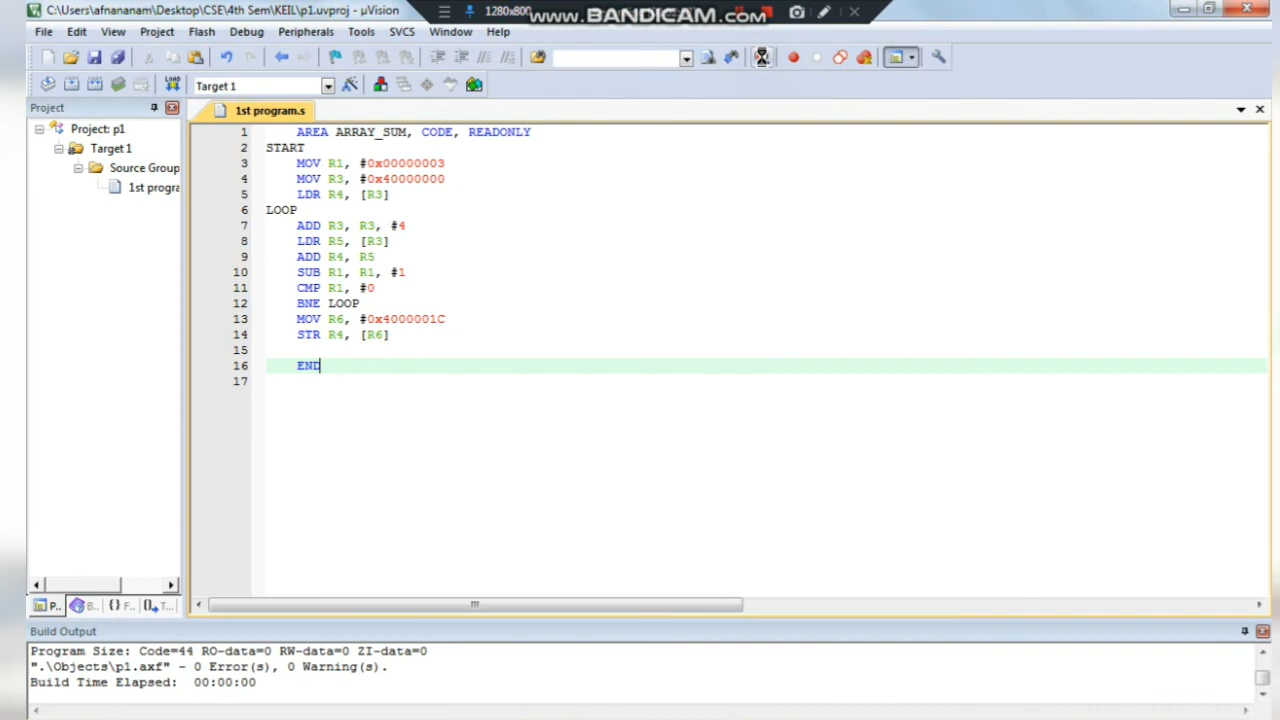 C:\Users\afnananam\Desktop\CSE\4th Sem\KEIL\p1.uvproj - µVision
1280x800
www.BANDICAM.com
File Edit View Project Flash Debug Peripherals Tools SVCS Window Help
LOAD
Target 1
Project
1st program.s
Project: p1
Target 1
Source Group
1st progra
1 AREA ARRAY_SUM, CODE, READONLY
2 START
3 MOV R1, #0x00000003
4 MOV R3, #0x40000000
5 LDR R4, [R3]
6 LOOP
7 ADD R3, R3, #4
8 LDR R5, [R3]
9 ADD R4, R5
10 SUB R1, R1, #1
11 CMP R1, #0
12 BNE LOOP
13 MOV R6, #0x4000001C
14 STR R4, [R6]
15
16 END
17
P.. B.. {} F.. T...
Build Output
Program Size: Code=44 RO-data=0 RW-data=0 ZI-data=0
".\Objects\p1.axf" - 0 Error(s), 0 Warning(s).
Build Time Elapsed: 00:00:00